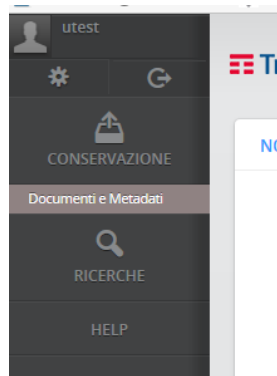 utest
CONSERVAZIONE
Documenti e Metadati
RICERCHE
HELP